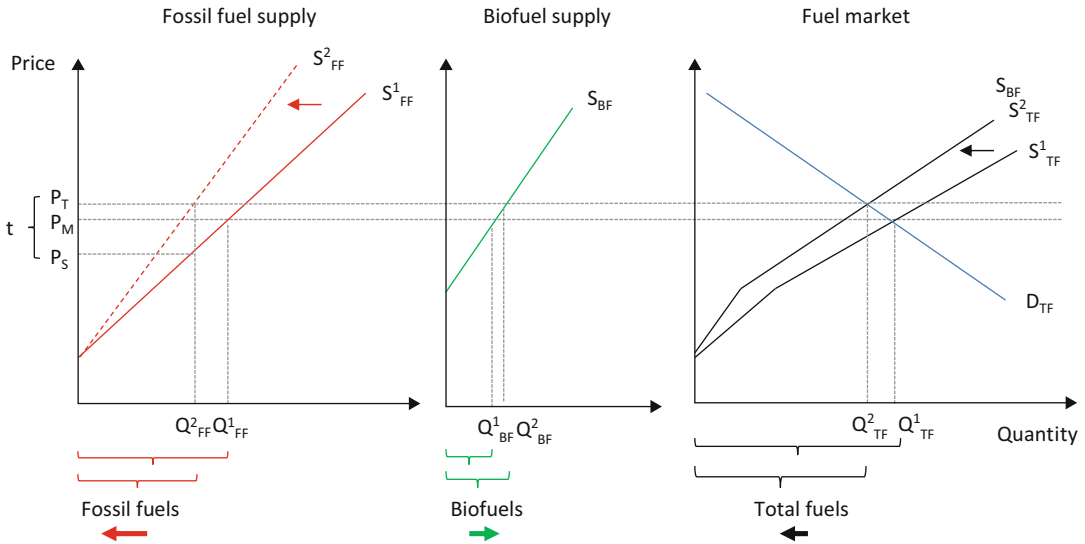 Fossil fuel supply
Biofuel supply
Fuel market
Price
S²FF
S¹FF
SBF
SBF
S²TF
S¹TF
PT
PM
PS
t
DTF
Q²FF Q¹FF
Q¹BF Q²BF
Q²TF Q¹TF
Quantity
Fossil fuels
Biofuels
Total fuels